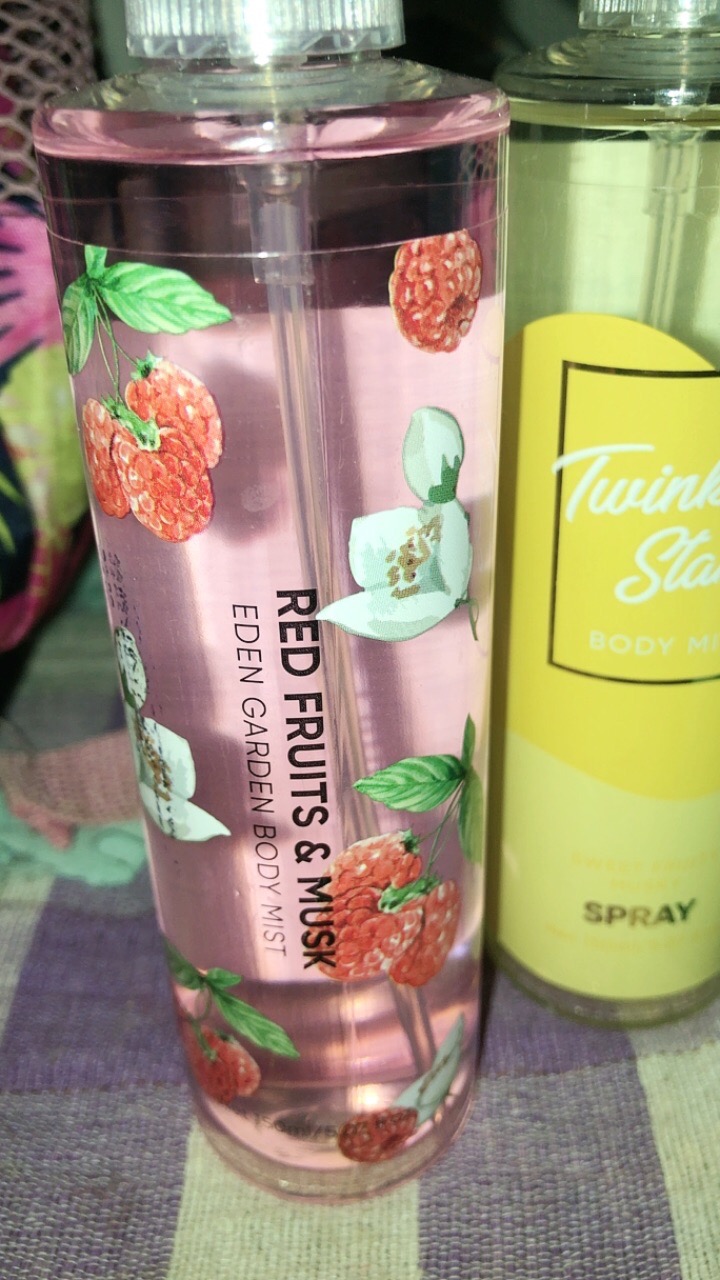 RED FRUITS & MUSK
EDEN GARDEN BODY MIST
Twink
Sta
BODY MI
SPRAY